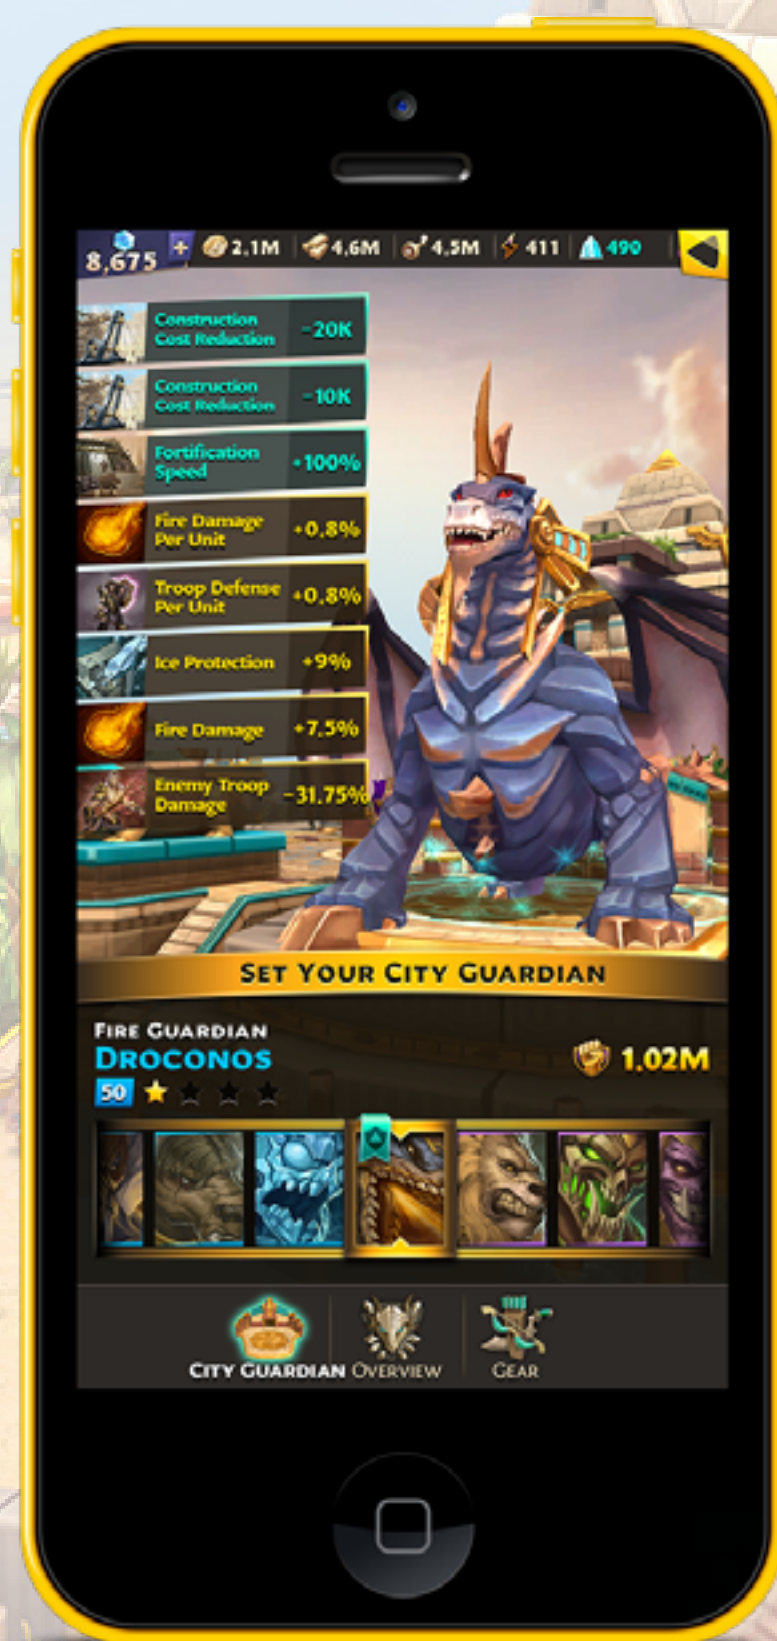 8,675 + 2,1M 4,6M 4,5M 411 490
Construction
Cost Reduction -20K
Construction
Cost Reduction -10K
Fortification
Speed +100%
Fire Damage
Per Unit +0.8%
Troop Defense
Per Unit +0.8%
Ice Protection +9%
Fire Damage +7.5%
Enemy Troop
Damage -31.75%
SET YOUR CITY GUARDIAN
FIRE GUARDIAN
DROCONOS 1.02M
50
CITY GUARDIAN OVERVIEW GEAR